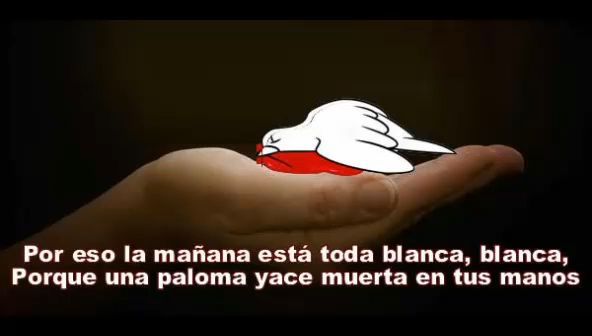 Por eso la mañana está toda blanca, blanca,
Porque una paloma yace muerta en tus manos